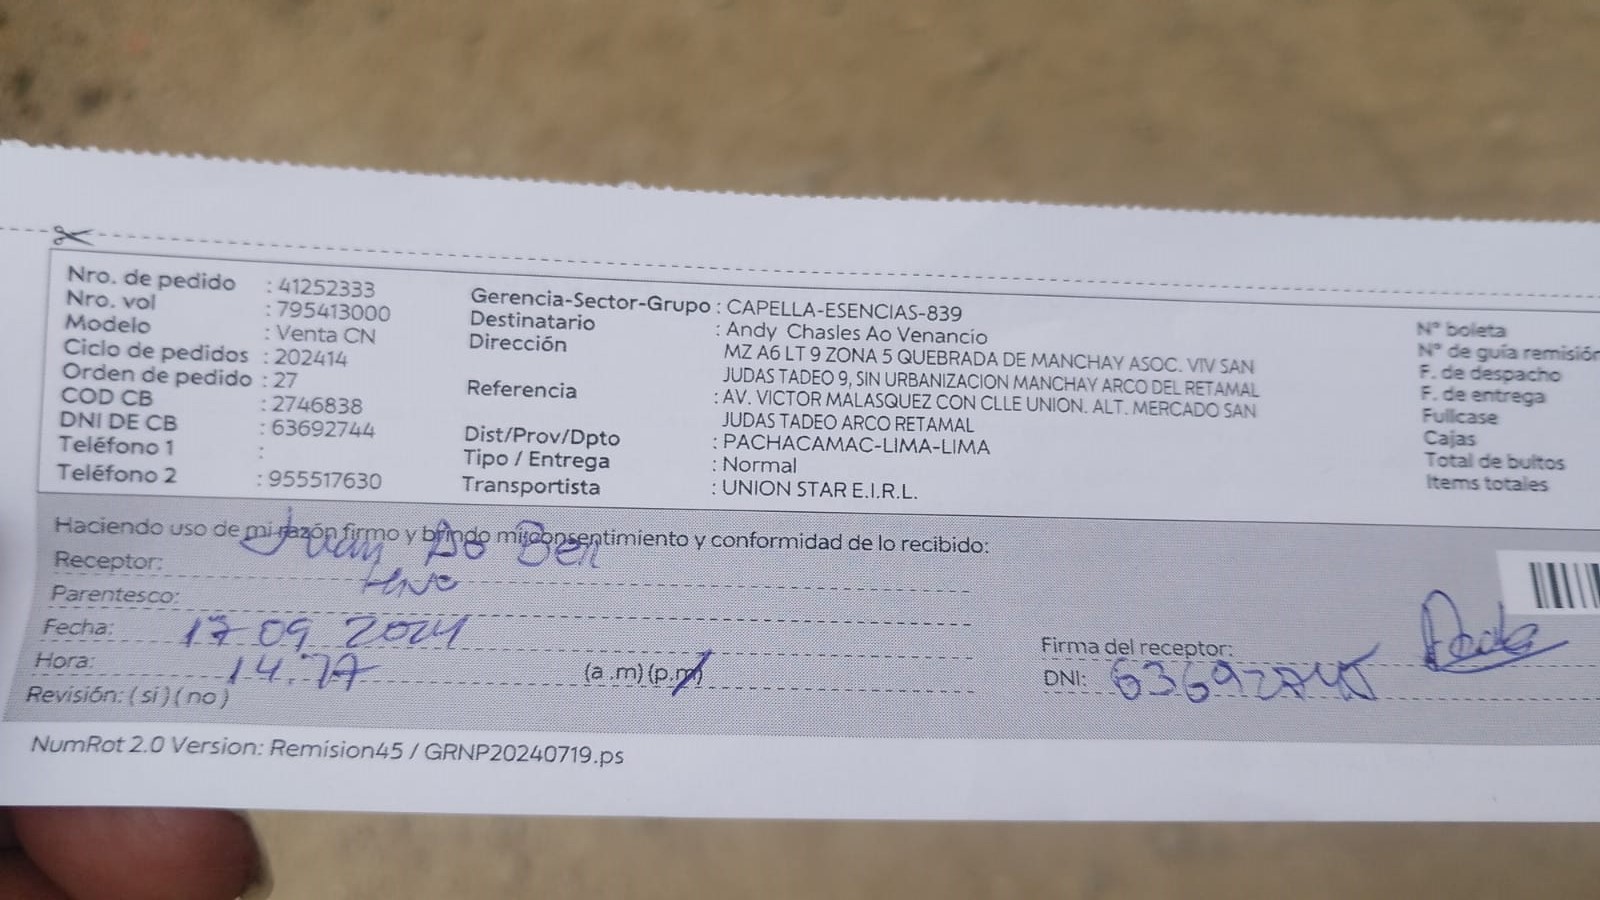 Nro. de pedido : 41252333
Nro. vol : 795413000
Modelo : Venta CN
Ciclo de pedidos : 202414
Orden de pedido : 27
COD CB : 2746838
DNI DE CB : 63692744
Teléfono 1 :
Teléfono 2 : 955517630
Gerencia-Sector-Grupo : CAPELLA-ESENCIAS-839
Destinatario : Andy Chasles Ao Venancio
Dirección MZ A6 LT 9 ZONA 5 QUEBRADA DE MANCHAY ASOC. VIV SAN
JUDAS TADEO 9, SIN URBANIZACION MANCHAY ARCO DEL RETAMAL
Referencia : AV. VICTOR MALASQUEZ CON CLLE UNION. ALT. MERCADO SAN
JUDAS TADEO ARCO RETAMAL
Dist/Prov/Dpto : PACHACAMAC-LIMA-LIMA
Tipo / Entrega : Normal
Transportista : UNION STAR E.I.R.L.
N° boleta
N° de guía remisión
F. de despacho
F. de entrega
Fullcase
Cajas
Total de bultos
Items totales
Haciendo uso de mi razón firmo y brindo mi consentimiento y conformidad de lo recibido:
Receptor: Juan Ao
Parentesco:
Fecha: 17 09 2024
Hora: 14. (a .m) (p.m)
Revisión: ( sí ) ( no )
Firma del receptor:
DNI: 63692745
NumRot 2.0 Version: Remision45 / GRNP20240719.ps